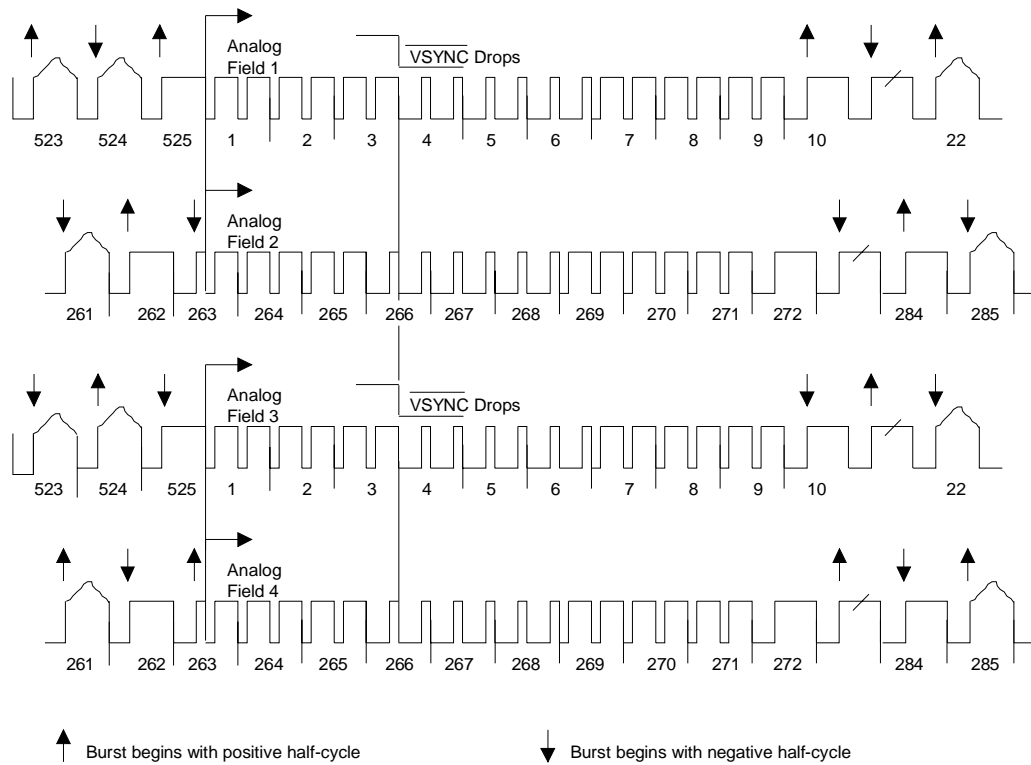 Analog
Field 1
VSYNC Drops
523 524 525 1 2 3 4 5 6 7 8 9 10 22
Analog
Field 2
261 262 263 264 265 266 267 268 269 270 271 272 284 285
Analog
Field 3
VSYNC Drops
523 524 525 1 2 3 4 5 6 7 8 9 10 22
Analog
Field 4
261 262 263 264 265 266 267 268 269 270 271 272 284 285
Burst begins with positive half-cycle
Burst begins with negative half-cycle